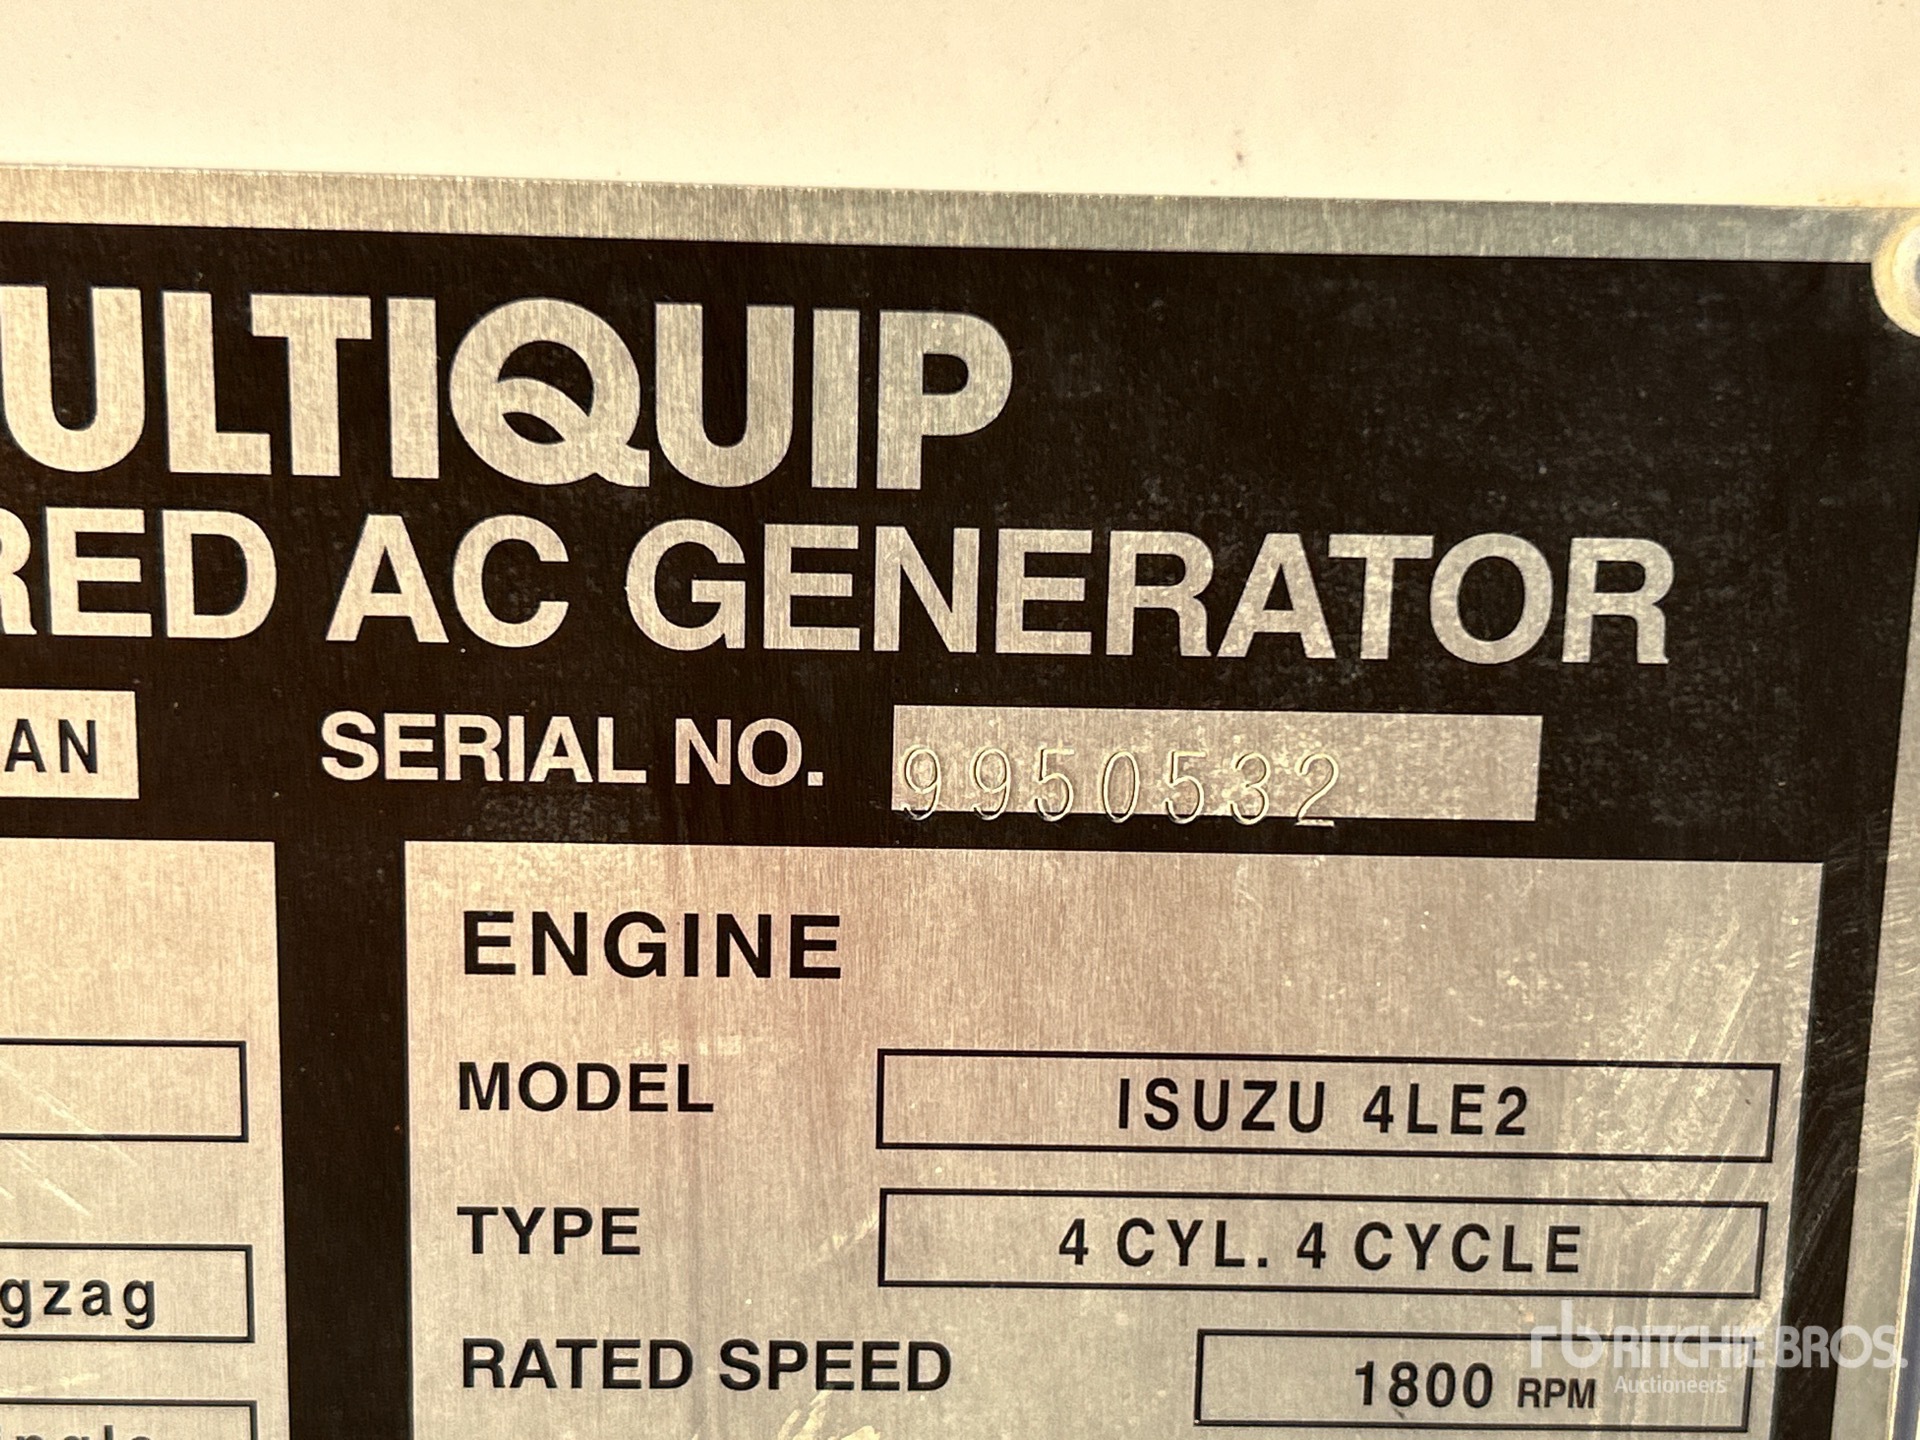 ULTIQUIP
RED AC GENERATOR
AN
SERIAL NO. 9950532
ENGINE
MODEL ISUZU 4LE2
TYPE 4 CYL. 4 CYCLE
gzag
RATED SPEED 1800 RPM
rb RITCHIE BROS.
Auctioneers